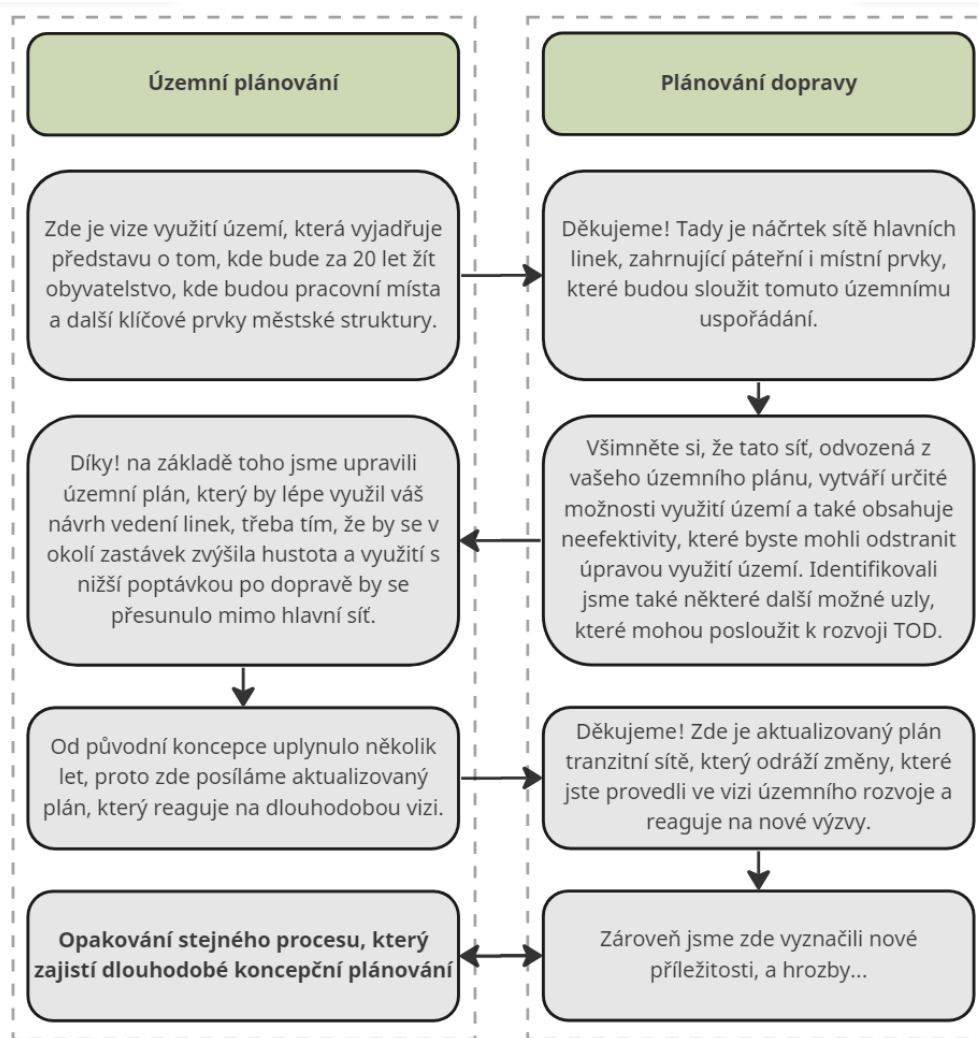 Územní plánování
Plánování dopravy
Zde je vize využití území, která vyjadřuje
představu o tom, kde bude za 20 let žít
obyvatelstvo, kde budou pracovní místa
a další klíčové prvky městské struktury.
Děkujeme! Tady je náčrtek sítě hlavních
linek, zahrnující páteřní i místní prvky,
které budou sloužit tomuto územnímu
uspořádání.
Všimněte si, že tato síť, odvozená z
vašeho územního plánu, vytváří určité
možnosti využití území a také obsahuje
neefektivity, které byste mohli odstranit
úpravou využití území. Identifikovali
jsme také některé další možné uzly,
které mohou posloužit k rozvoji TOD.
Díky! na základě toho jsme upravili
územní plán, který by lépe využil váš
návrh vedení linek, třeba tím, že by se v
okolí zastávek zvýšila hustota a využití s
nižší poptávkou po dopravě by se
přesunulo mimo hlavní síť.
Od původní koncepce uplynulo několik
let, proto zde posíláme aktualizovaný
plán, který reaguje na dlouhodobou vizi.
Děkujeme! Zde je aktualizovaný plán
tranzitní sítě, který odráží změny, které
jste provedli ve vizi územního rozvoje a
reaguje na nové výzvy.
Zároveň jsme zde vyznačili nové
příležitosti, a hrozby...
Opakování stejného procesu, který
zajistí dlouhodobé koncepční plánování